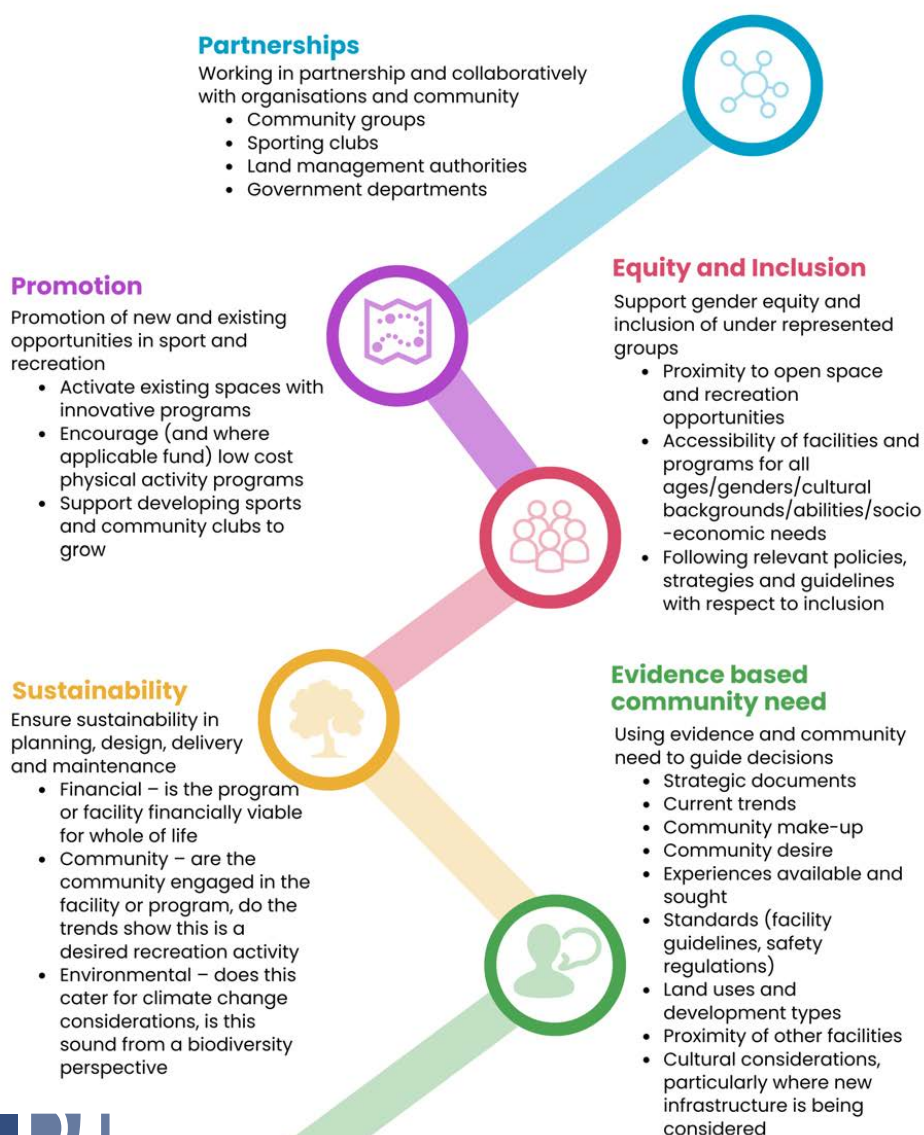 Partnerships
Working in partnership and collaboratively
with organisations and community
• Community groups
• Sporting clubs
• Land management authorities
• Government departments
Promotion
Promotion of new and existing
opportunities in sport and
recreation
• Activate existing spaces with
innovative programs
• Encourage (and where
applicable fund) low cost
physical activity programs
• Support developing sports
and community clubs to
grow
Equity and Inclusion
Support gender equity and
inclusion of under represented
groups
• Proximity to open space
and recreation
opportunities
• Accessibility of facilities and
programs for all
ages/genders/cultural
backgrounds/abilities/socio
-economic needs
• Following relevant policies,
strategies and guidelines
with respect to inclusion
Sustainability
Ensure sustainability in
planning, design, delivery
and maintenance
• Financial – is the program
or facility financially viable
for whole of life
• Community – are the
community engaged in the
facility or program, do the
trends show this is a
desired recreation activity
• Environmental – does this
cater for climate change
considerations, is this
sound from a biodiversity
perspective
Evidence based
community need
Using evidence and community
need to guide decisions
• Strategic documents
• Current trends
• Community make-up
• Community desire
• Experiences available and
sought
• Standards (facility
guidelines, safety
regulations)
• Land uses and
development types
• Proximity of other facilities
• Cultural considerations,
particularly where new
infrastructure is being
considered